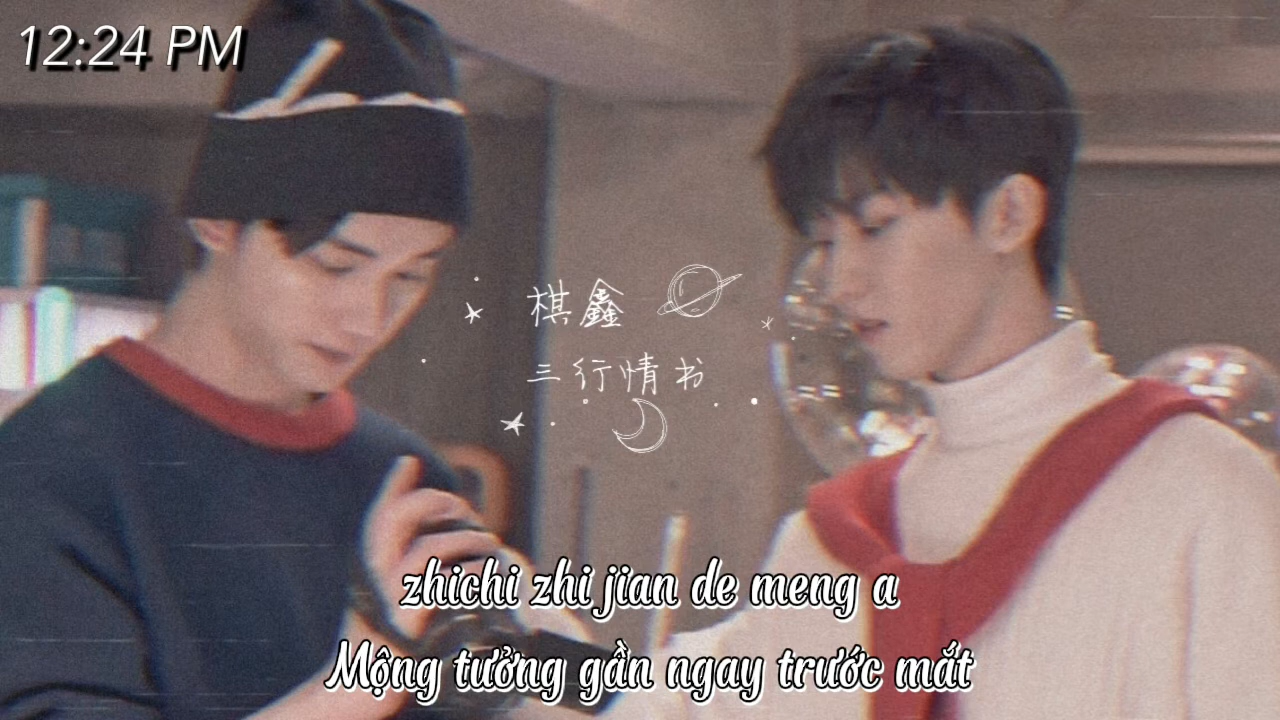 12:24 PM
棋鑫
三行情书
zhichi zhi jian de meng a
Mộng tưởng gần ngay trước mắt